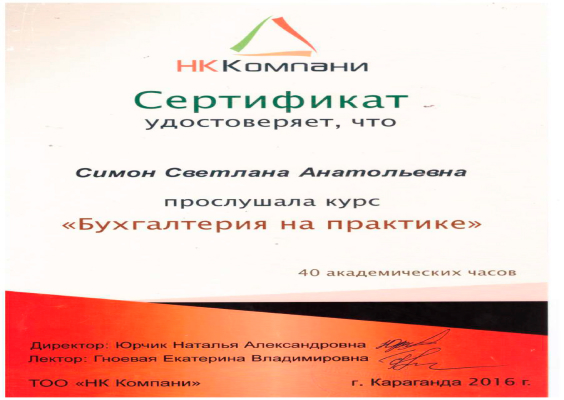 НККомпани
Сертификат
удостоверяет, что
Симон Светлана Анатольевна
прослушала курс
«Бухгалтерия на практике»
40 академических часов
Директор: Юрчик Наталья Александровна
Лектор: Гноевая Екатерина Владимировна
ТОО «НК Компани»
г. Караганда 2016 г.